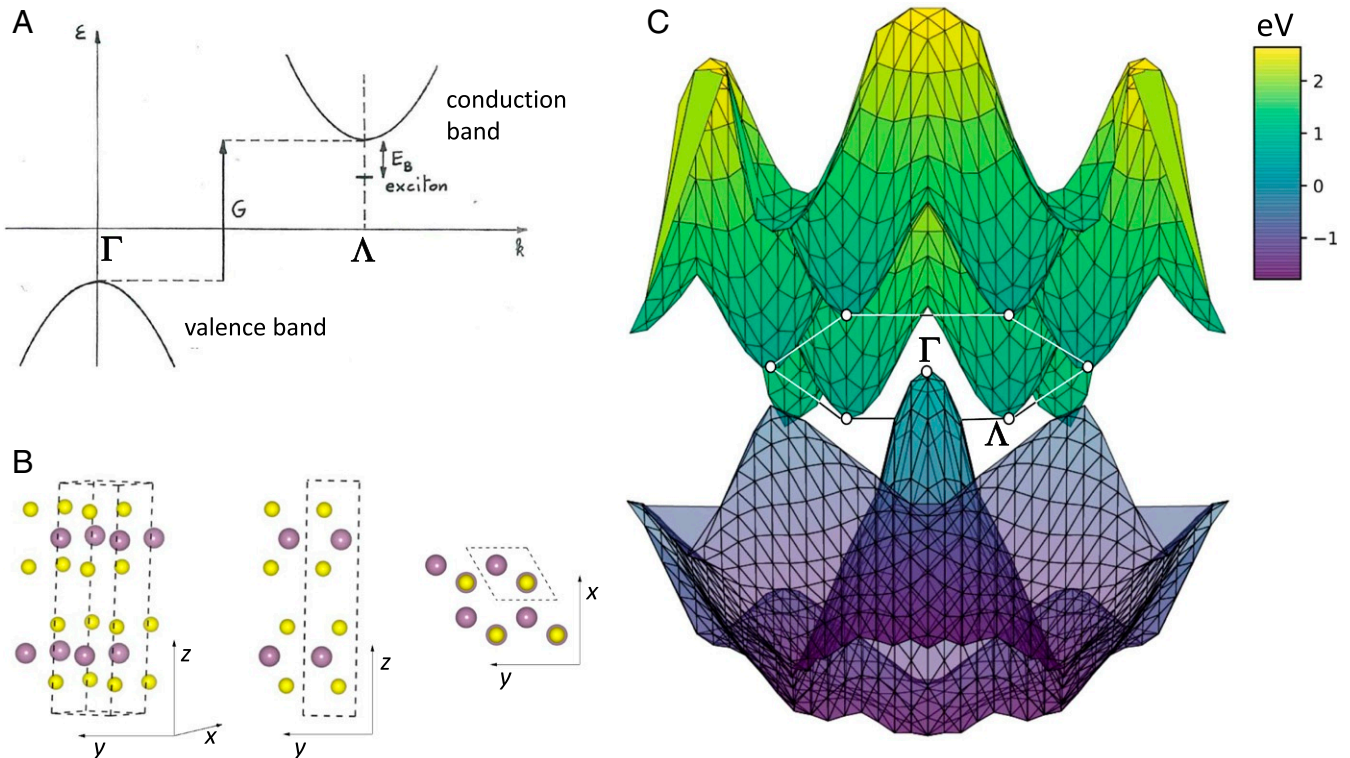 A
ε
conduction
band
E_B
exciton
G
Γ
Λ
k
valence band
B
z
y
x
z
y
x
y
C
eV
2
1
0
−1
Γ
Λ